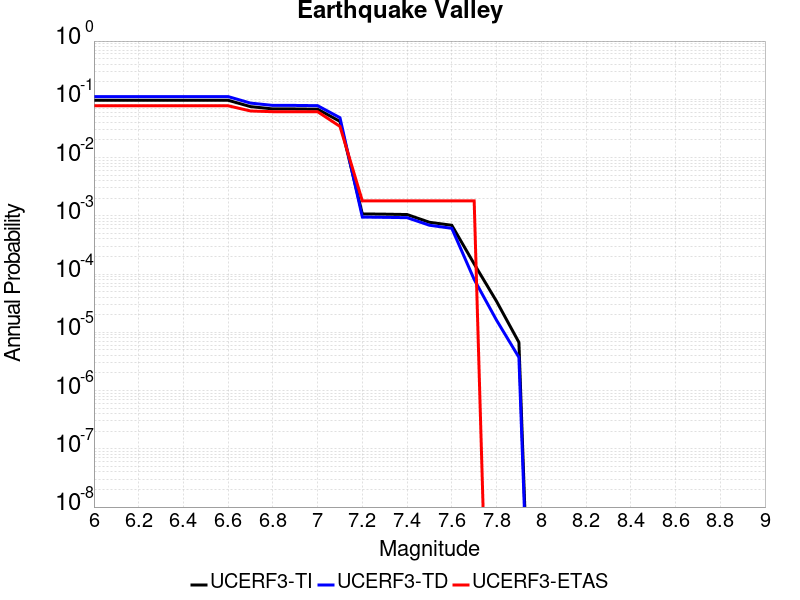 Earthquake Valley
10^0
10^-1
10^-2
10^-3
10^-4
10^-5
10^-6
10^-7
10^-8
Annual Probability
6 6.2 6.4 6.6 6.8 7 7.2 7.4 7.6 7.8 8 8.2 8.4 8.6 8.8 9
Magnitude
UCERF3-TI UCERF3-TD UCERF3-ETAS